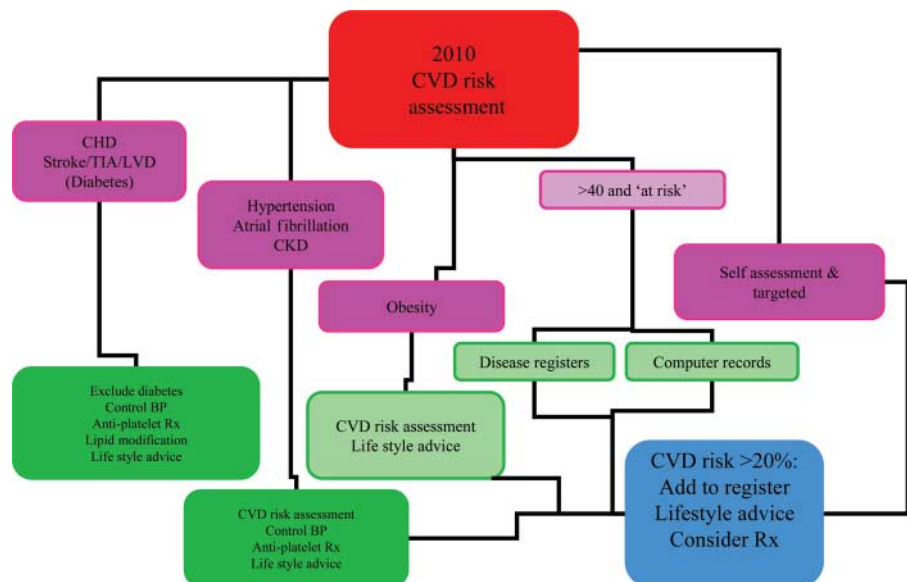 2010
CVD risk
assessment
CHD
Stroke/TIA/LVD
(Diabetes)
Hypertension
Atrial fibrillation
CKD
>40 and ‘at risk’
Self assessment &
targeted
Obesity
Disease registers
Computer records
Exclude diabetes
Control BP
Anti-platelet Rx
Lipid modification
Life style advice
CVD risk assessment
Life style advice
CVD risk >20%:
Add to register
Lifestyle advice
Consider Rx
CVD risk assessment
Control BP
Anti-platelet Rx
Life style advice